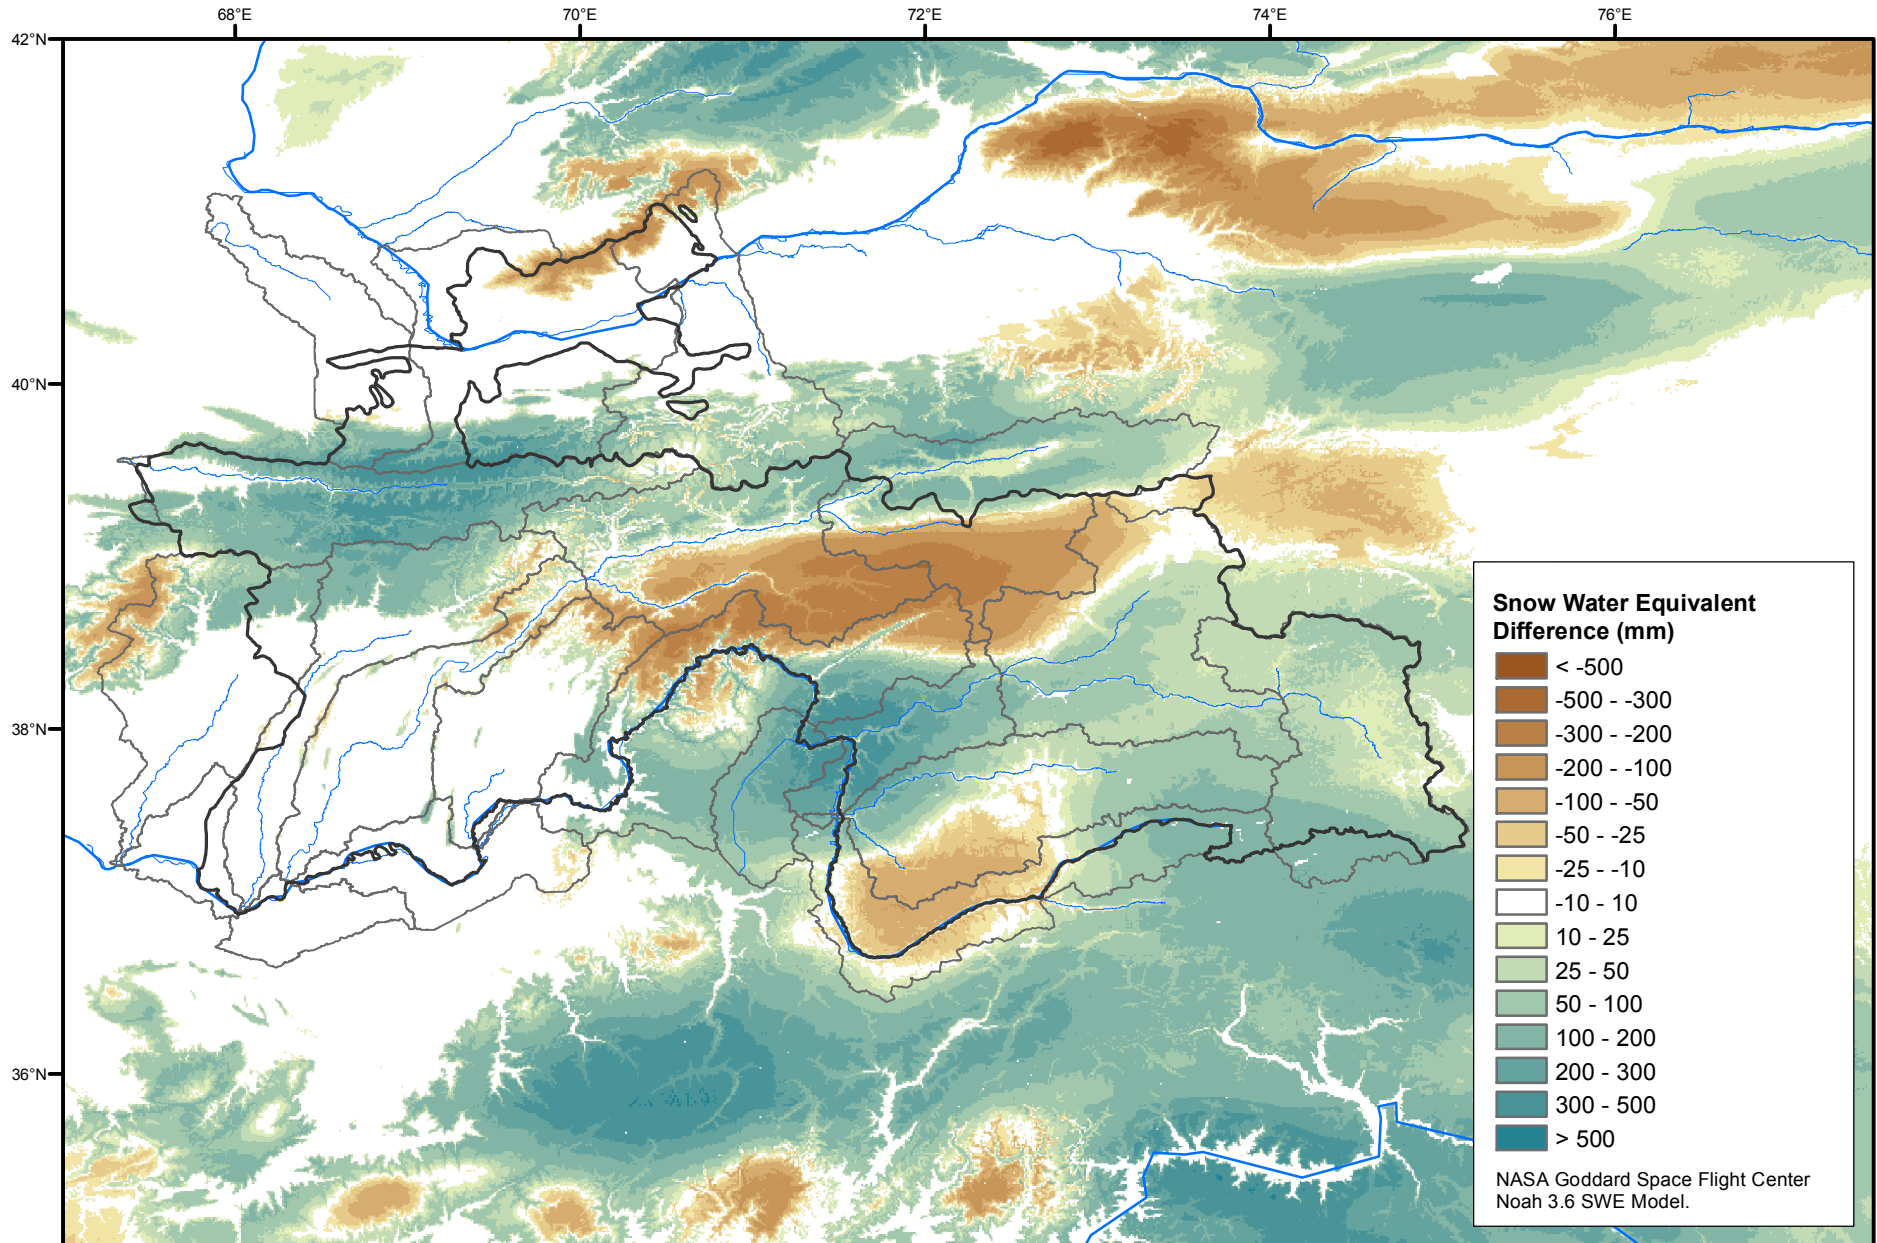 68°E
70°E
72°E
74°E
76°E
42°N
40°N
38°N
36°N
Snow Water Equivalent
Difference (mm)
< -500
-500 - -300
-300 - -200
-200 - -100
-100 - -50
-50 - -25
-25 - -10
-10 - 10
10 - 25
25 - 50
50 - 100
100 - 200
200 - 300
300 - 500
> 500
NASA Goddard Space Flight Center
Noah 3.6 SWE Model.